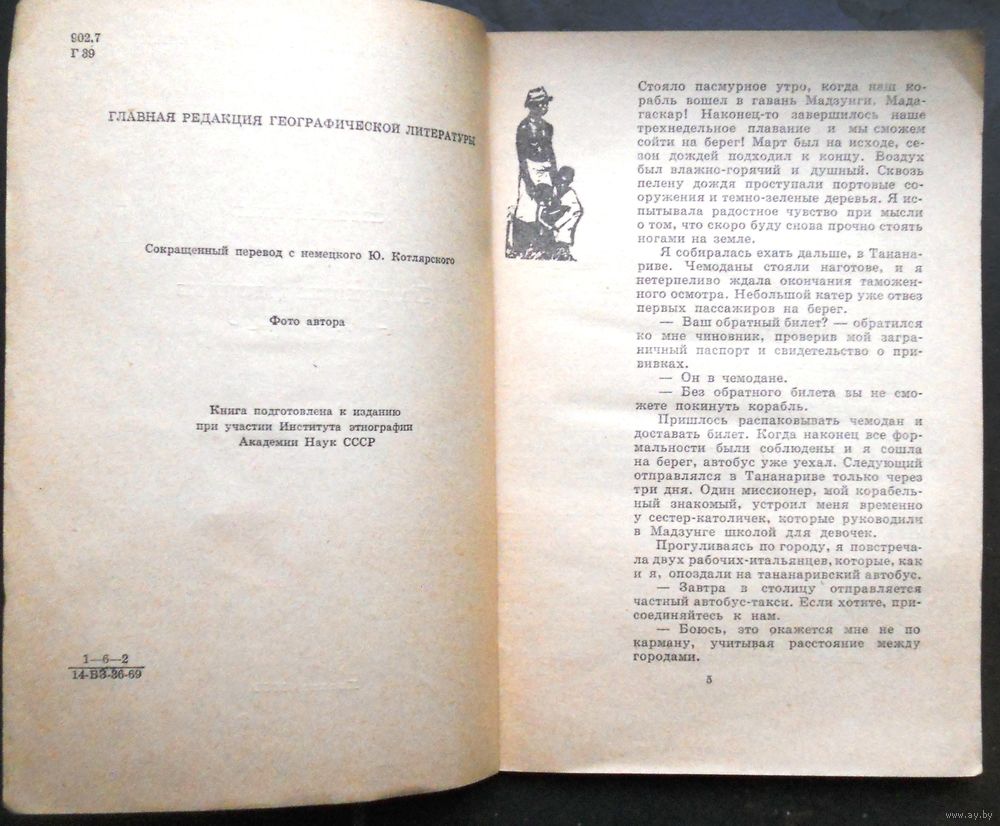 902.7
Г 39
ГЛАВНАЯ РЕДАКЦИЯ ГЕОГРАФИЧЕСКОЙ ЛИТЕРАТУРЫ
Сокращенный перевод с немецкого Ю. Котлярского
Фото автора
Книга подготовлена к изданию
при участии Института этнографии
Академии Наук СССР
1—6—2
14-ВЗ-36-69
Стояло пасмурное утро, когда наш ко-
рабль вошел в гавань Мадзунги. Мада-
гаскар! Наконец-то завершилось наше
трехнедельное плавание и мы сможем
сойти на берег! Март был на исходе, се-
зон дождей подходил к концу. Воздух
был влажно-горячий и душный. Сквозь
пелену дождя проступали портовые со-
оружения и темно-зеленые деревья. Я ис-
пытывала радостное чувство при мысли
о том, что скоро буду снова прочно стоять
ногами на земле.
Я собиралась ехать дальше, в Танана-
риве. Чемоданы стояли наготове, и я
нетерпеливо ждала окончания таможен-
ного осмотра. Небольшой катер уже отвез
первых пассажиров на берег.
— Ваш обратный билет? — обратился
ко мне чиновник, проверив мой загра-
ничный паспорт и свидетельство о при-
вивках.
— Он в чемодане.
— Без обратного билета вы не смо-
жете покинуть корабль.
Пришлось распаковывать чемодан и
доставать билет. Когда наконец все фор-
мальности были соблюдены и я сошла
на берег, автобус уже уехал. Следующий
отправлялся в Тананариве только через
три дня. Один миссионер, мой корабель-
ный знакомый, устроил меня временно
у сестер-католичек, которые руководили
в Мадзунге школой для девочек.
Прогуливаясь по городу, я повстреча-
ла двух рабочих-итальянцев, которые, как
и я, опоздали на тананаривский автобус.
— Завтра в столицу отправляется
частный автобус-такси. Если хотите, при-
соединяйтесь к нам.
— Боюсь, это окажется мне не по
карману, учитывая расстояние между
городами.
5
www.ay.by